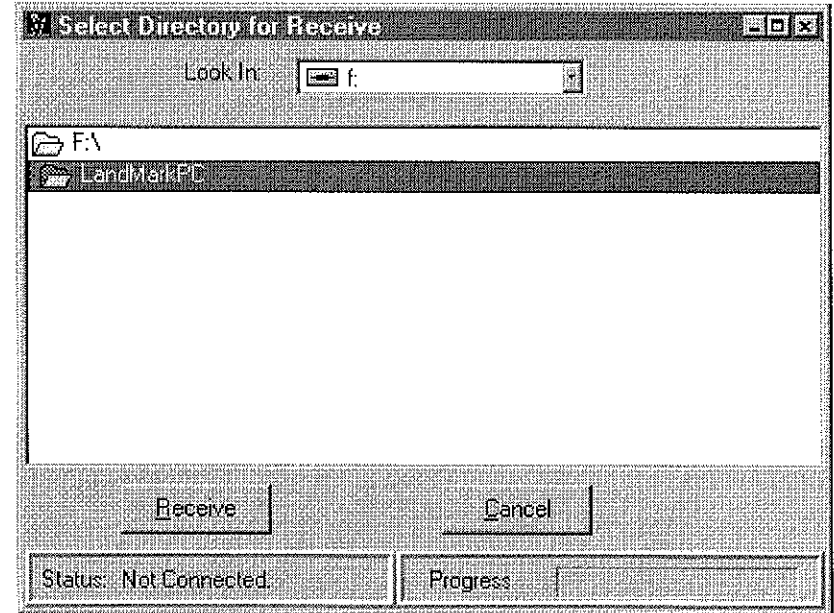 Select Directory for Receive
Look In: f:
F:\
LandMarkPC
Receive Cancel
Status: Not Connected. Progress